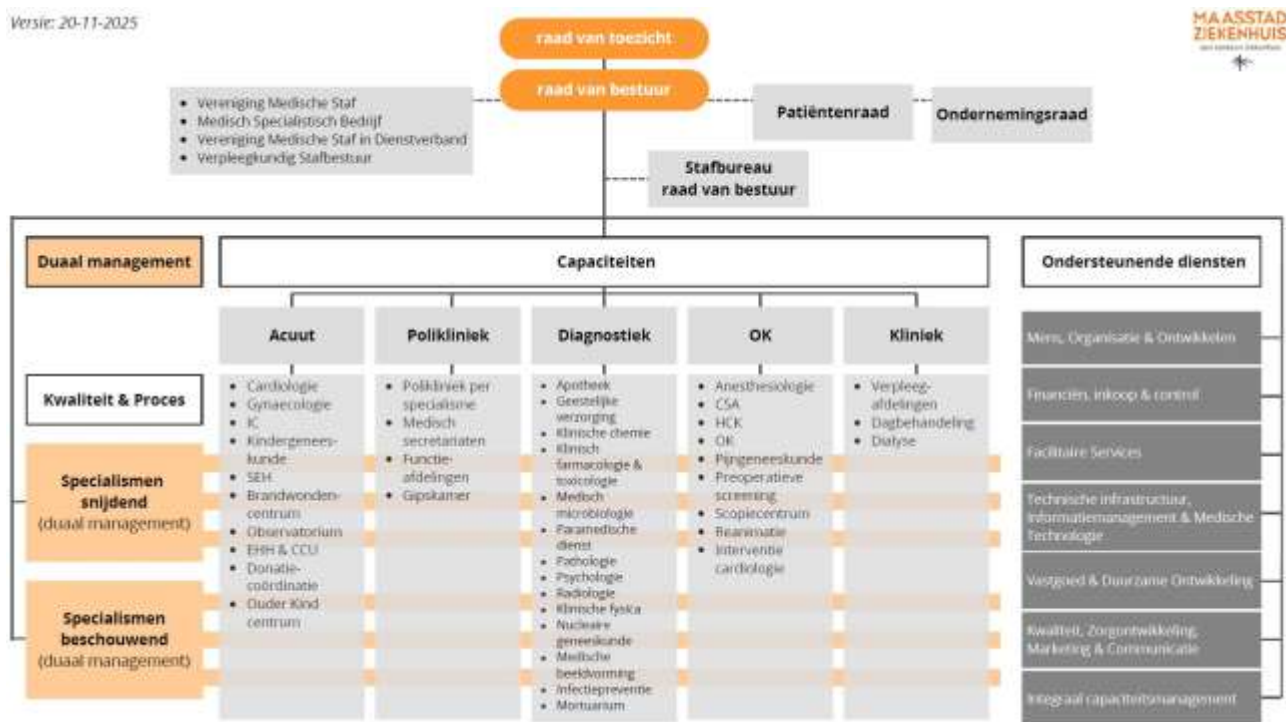 Versie: 20-11-2025
MAASSTAD
ZIEKENHUIS
raad van toezicht
raad van bestuur
• Vereniging Medische Staf
• Medisch Specialistisch Bedrijf
• Vereniging Medische Staf in Dienstverband
• Verpleegkundig Stafbestuur
Patiëntenraad
Ondernemingsraad
Stafbureau
raad van bestuur
Duaal management
Capaciteiten
Ondersteunende diensten
Kwaliteit & Proces
Specialismen
snijdend
(duaal management)
Specialismen
beschouwend
(duaal management)
Acuut
• Cardiologie
• Gynaecologie
• IC
• Kindergenees-
kunde
• SEH
• Brandwonden-
centrum
• Observatorium
• EHH & CCU
• Donatie-
coördinatie
• Ouder Kind
centrum
Polikliniek
• Polikliniek per
specialisme
• Medisch
secretariaten
• Functie-
afdelingen
• Gipskamer
Diagnostiek
• Apotheek
• Geestelijke
verzorging
• Klinische chemie
• Klinisch
farmacologie &
toxicologie
• Medisch
microbiologie
• Paramedische
dienst
• Pathologie
• Psychologie
• Radiologie
• Klinische fysica
• Nucleaire
geneeskunde
• Medische
beeldvorming
• Infectiepreventie
• Mortuarium
OK
• Anesthesiologie
• CSA
• HCK
• OK
• Pijngeneeskunde
• Preoperatieve
screening
• Scopiecentrum
• Reanimatie
• Interventie
cardiologie
Kliniek
• Verpleeg-
afdelingen
• Dagbehandeling
• Dialyse
Mens, Organisatie & Ontwikkelen
Financiën, inkoop & control
Facilitaire Services
Technische infrastructuur,
Informatiemanagement & Medische
Technologie
Vastgoed & Duurzame Ontwikkeling
Kwaliteit, Zorgontwikkeling,
Marketing & Communicatie
Integraal capaciteitsmanagement